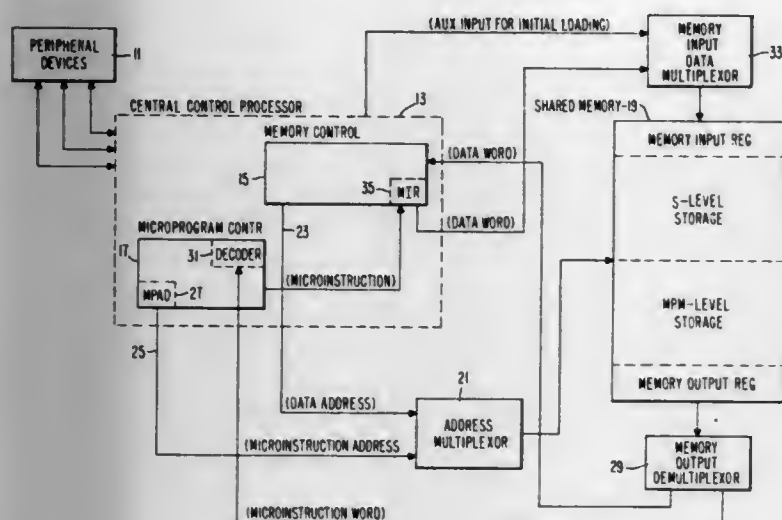 (AUX INPUT FOR INITIAL LOADING)
PERIPHENAL
DEVICES
11
MEMORY
INPUT
DATA
MULTIPLEXOR
33
CENTRAL CONTROL PROCESSOR
13
SHARED MEMORY-19
MEMORY CONTROL
MEMORY INPUT REG
(DATA WORD)
15
35
MIR
S-LEVEL
STORAGE
23
(DATA WORD)
MICROPROGRAM CONTR
17
31
DECODER
(MICROINSTRUCTION)
MPAD
27
MPM-LEVEL
STORAGE
25
21
MEMORY OUTPUT REG
(DATA ADDRESS)
ADDRESS
MULTIPLEXOR
(MICROINSTRUCTION ADDRESS
29
MEMORY
OUTPUT
DEMULTIPLEXOR
(MICROINSTRUCTION WORD)